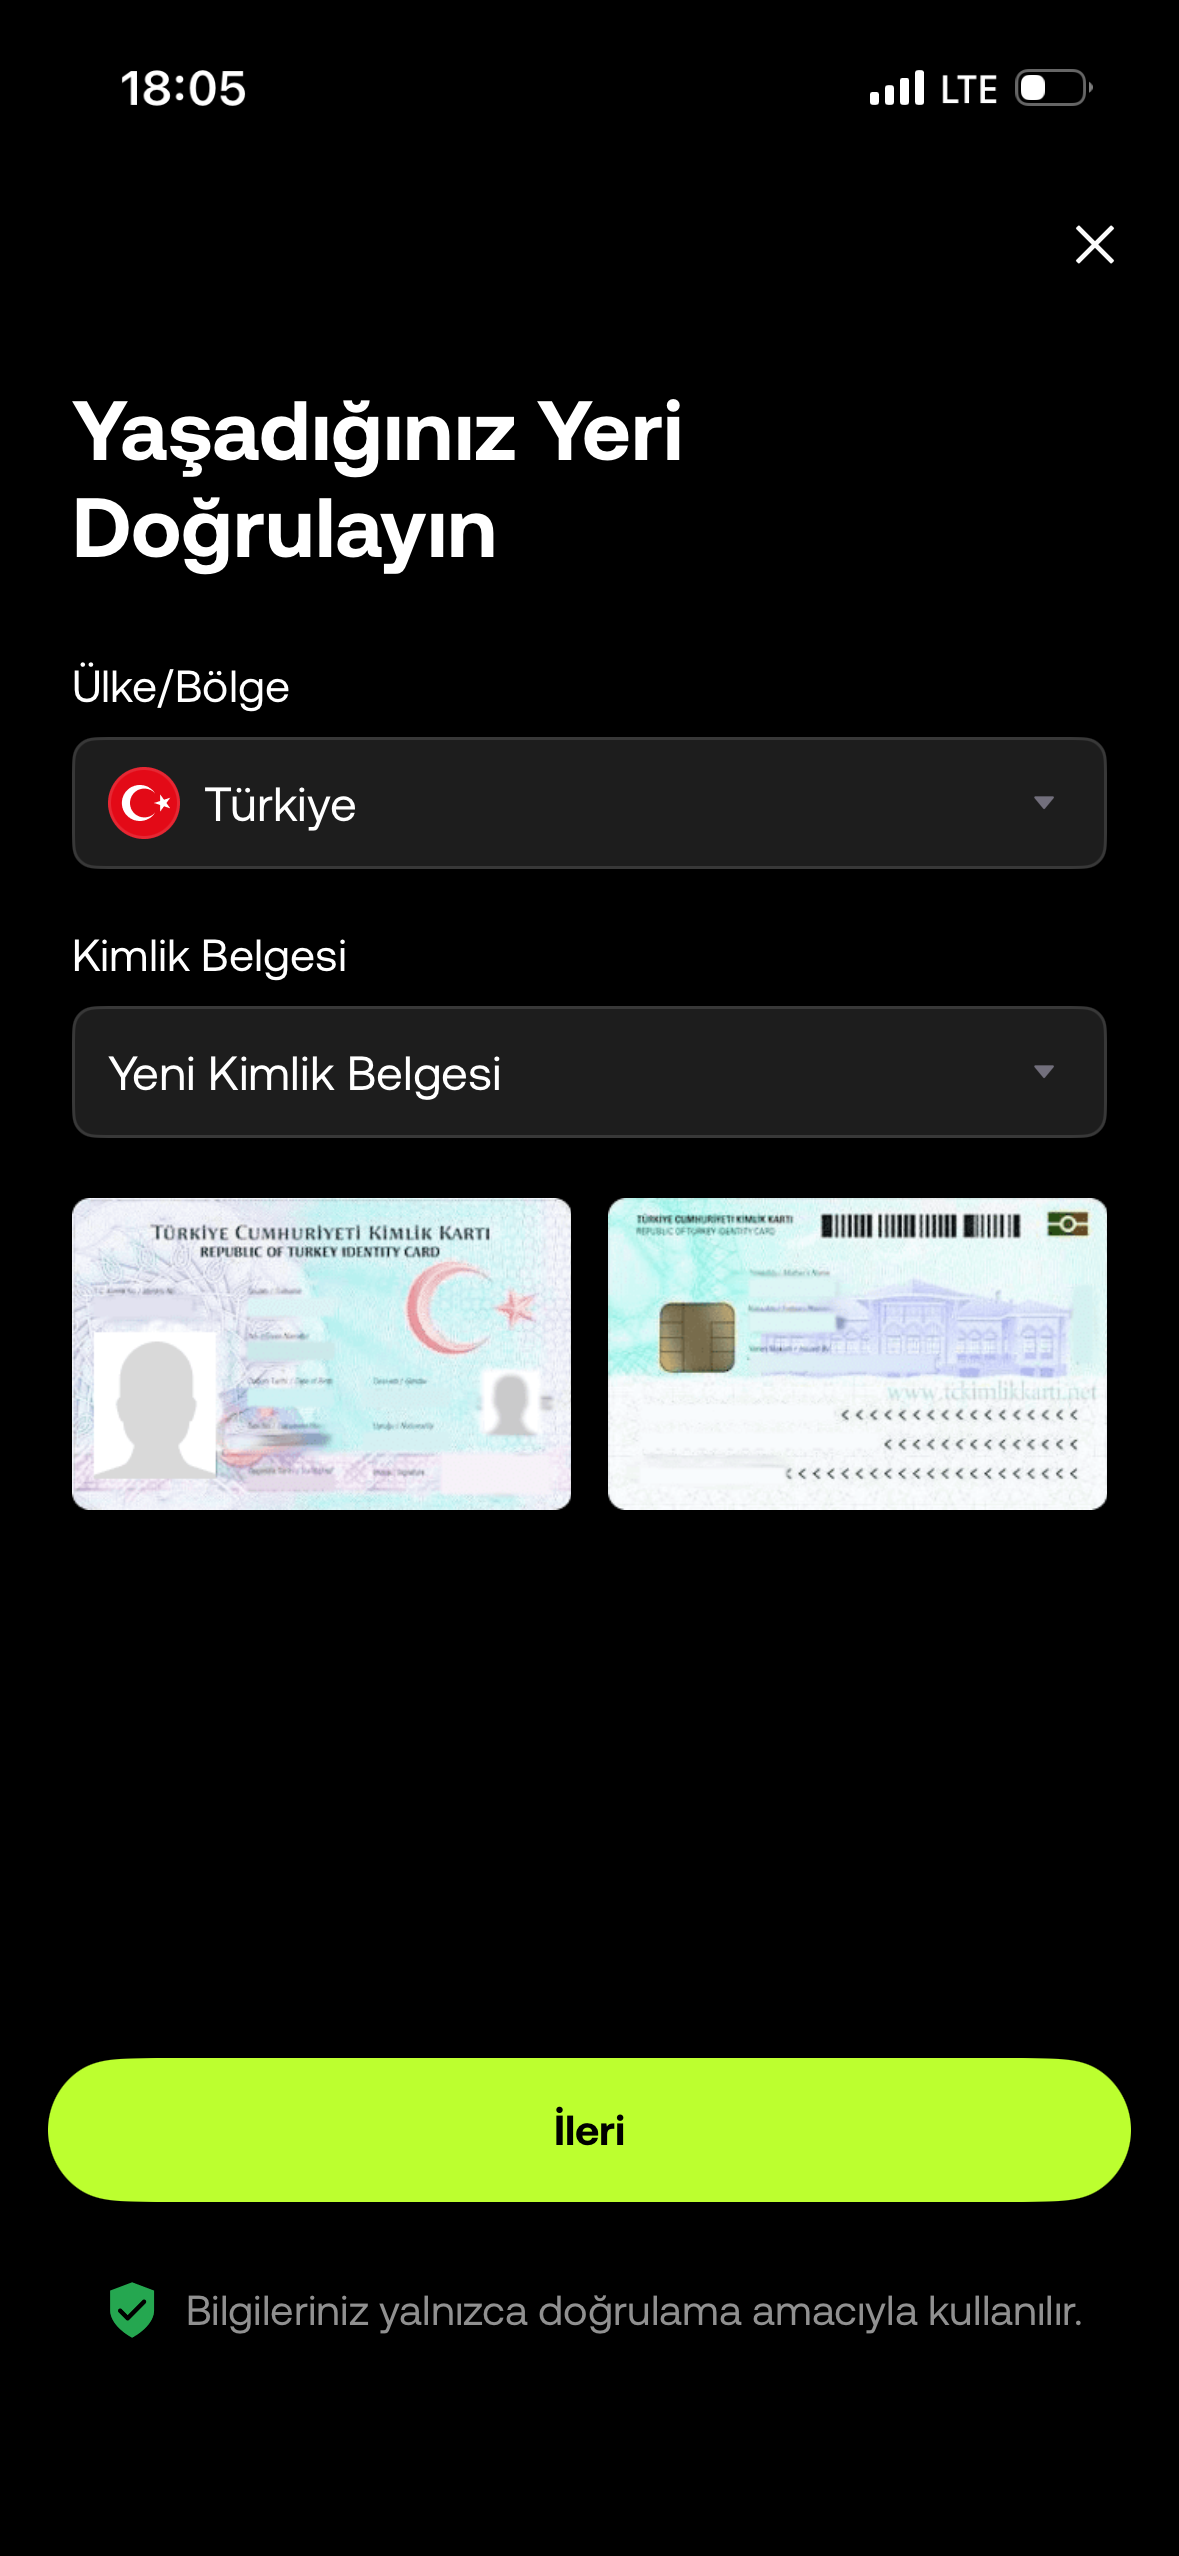 18:05
LTE
Yaşadığınız Yeri
Doğrulayın
Ülke/Bölge
Türkiye
Kimlik Belgesi
Yeni Kimlik Belgesi
TÜRKİYE CUMHURİYETİ KİMLİK KARTI
REPUBLIC OF TURKEY IDENTITY CARD
TÜRKİYE CUMHURİYETİ KİMLİK KARTI
REPUBLIC OF TURKEY IDENTITY CARD
www.tckimlikkarti.net
<<<<<<<<<<<<<<<<<
<<<<<<<<<<<<<<
<<<<<<<<<<<<<<<<<<<<<
İleri
Bilgileriniz yalnızca doğrulama amacıyla kullanılır.